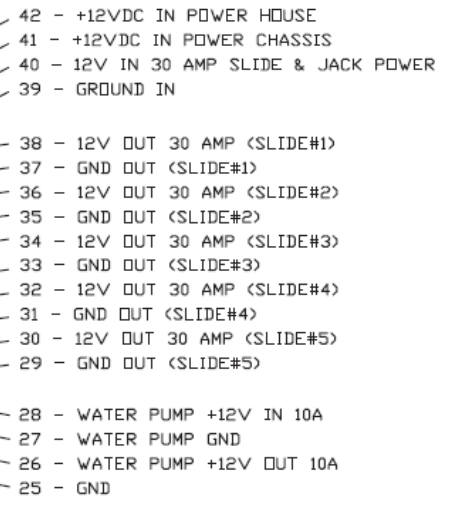 42 - +12VDC IN POWER HOUSE
41 - +12VDC IN POWER CHASSIS
40 - 12V IN 30 AMP SLIDE & JACK POWER
39 - GROUND IN
38 - 12V OUT 30 AMP (SLIDE#1)
37 - GND OUT (SLIDE#1)
36 - 12V OUT 30 AMP (SLIDE#2)
35 - GND OUT (SLIDE#2)
34 - 12V OUT 30 AMP (SLIDE#3)
33 - GND OUT (SLIDE#3)
32 - 12V OUT 30 AMP (SLIDE#4)
31 - GND OUT (SLIDE#4)
30 - 12V OUT 30 AMP (SLIDE#5)
29 - GND OUT (SLIDE#5)
28 - WATER PUMP +12V IN 10A
27 - WATER PUMP GND
26 - WATER PUMP +12V OUT 10A
25 - GND